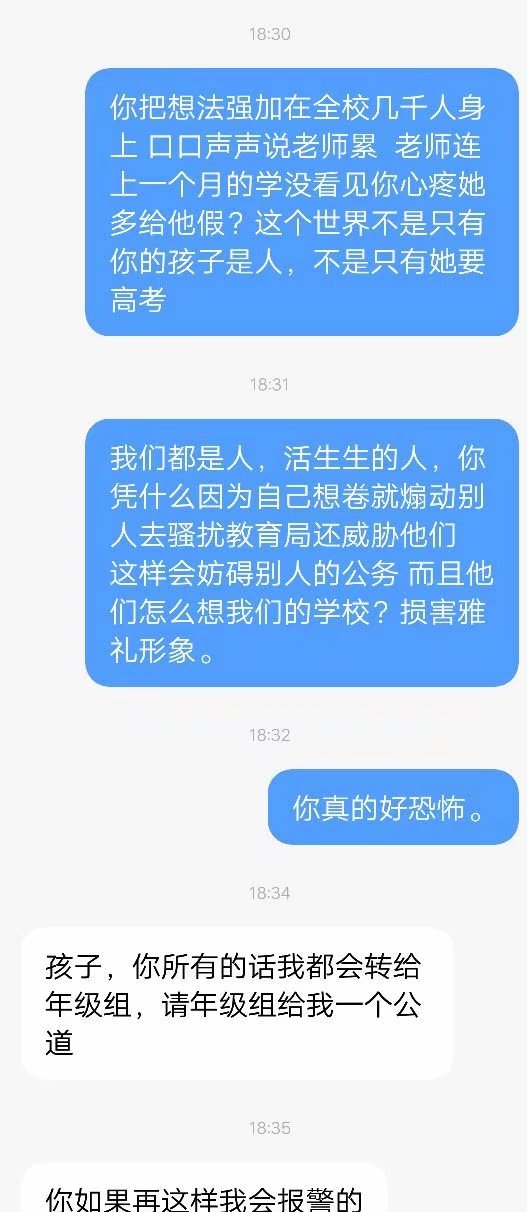 18:30
你把想法强加在全校几千人身
上 口口声声说老师累  老师连
上一个月的学没看见你心疼她
多给他假？这个世界不是只有
你的孩子是人，不是只有她要
高考
18:31
我们都是人，活生生的人，你
凭什么因为自己想卷就煽动别
人去骚扰教育局还威胁他们
这样会妨碍别人的公务 而且他
们怎么想我们的学校？损害雅
礼形象。
18:32
你真的好恐怖。
18:34
孩子，你所有的话我都会转给
年级组，请年级组给我一个公
道
18:35
你如果再这样我会报警的